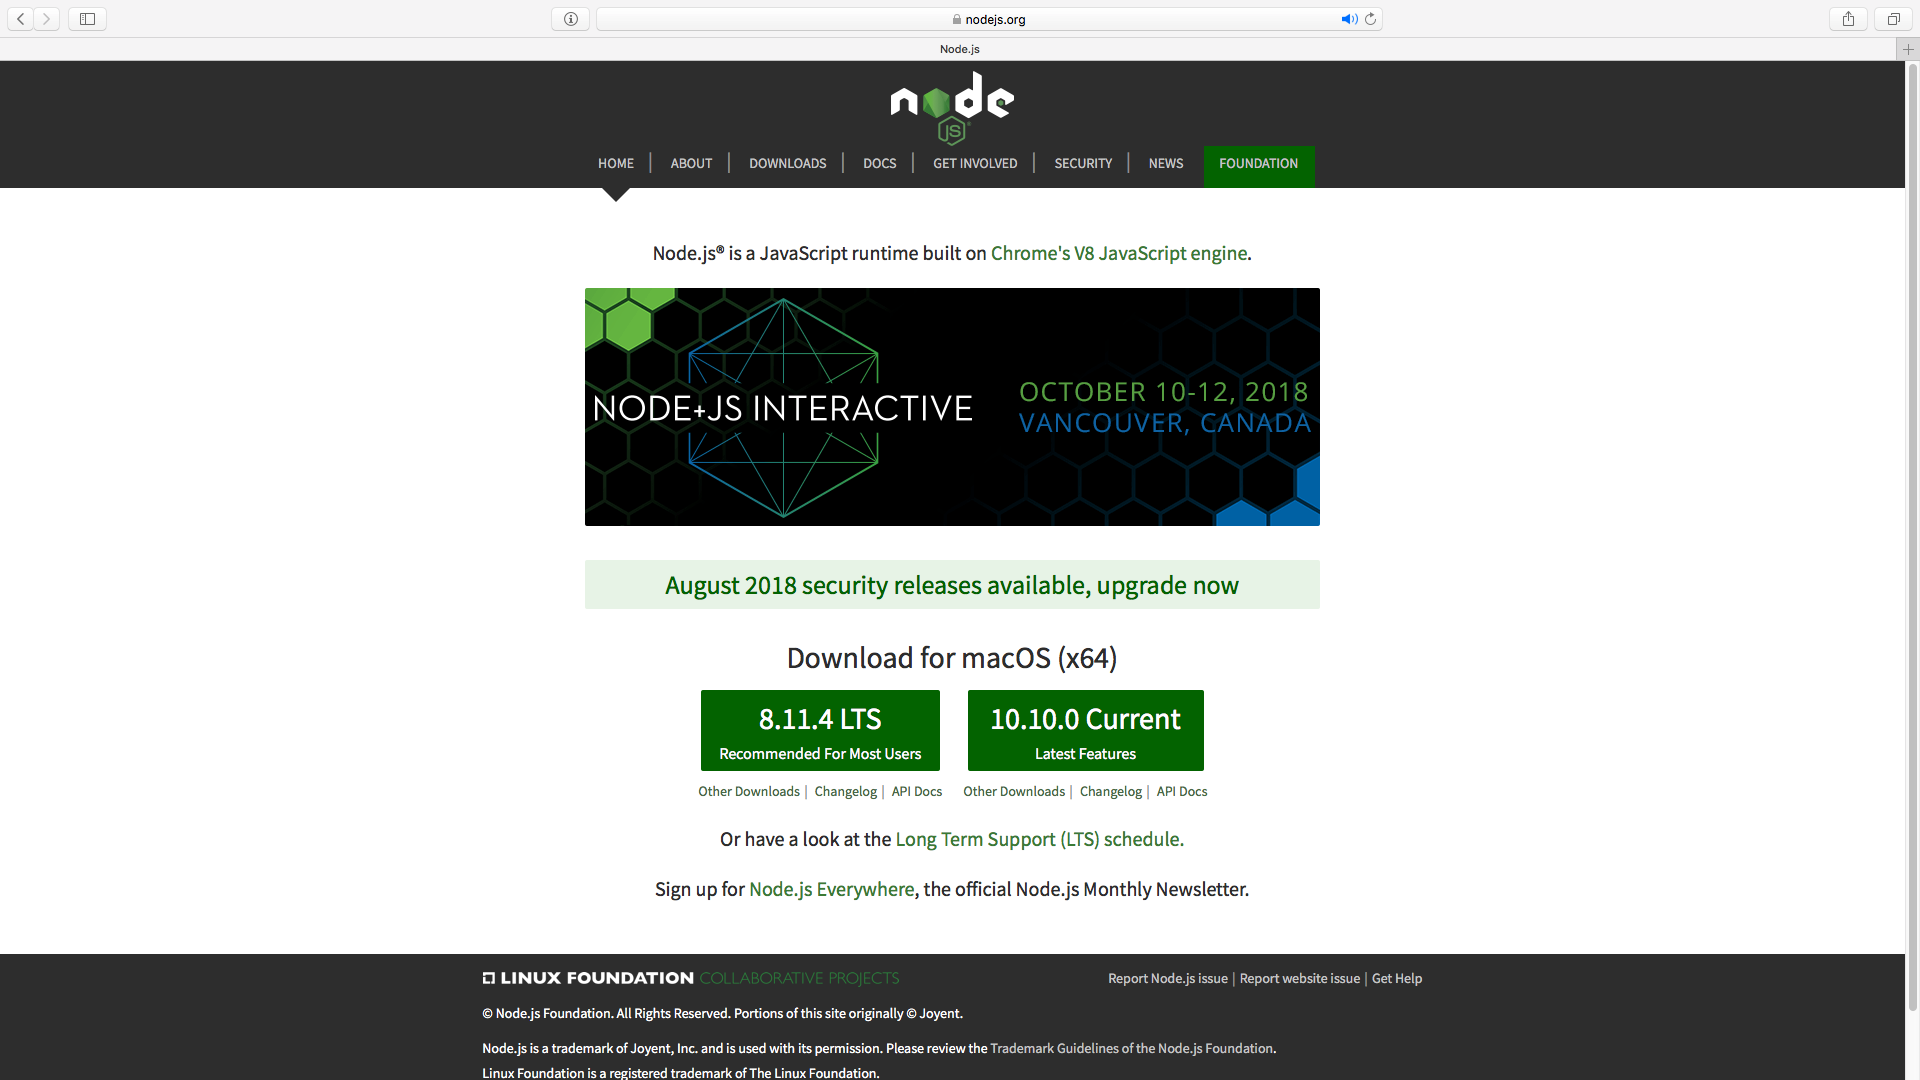 nodejs.org
Node.js
node
JS
HOME | ABOUT | DOWNLOADS | DOCS | GET INVOLVED | SECURITY | NEWS FOUNDATION
Node.js® is a JavaScript runtime built on Chrome's V8 JavaScript engine.
NODE+JS INTERACTIVE
OCTOBER 10-12, 2018
VANCOUVER, CANADA
August 2018 security releases available, upgrade now
Download for macOS (x64)
8.11.4 LTS
Recommended For Most Users
10.10.0 Current
Latest Features
Other Downloads | Changelog | API Docs
Other Downloads | Changelog | API Docs
Or have a look at the Long Term Support (LTS) schedule.
Sign up for Node.js Everywhere, the official Node.js Monthly Newsletter.
LINUX FOUNDATION COLLABORATIVE PROJECTS
Report Node.js issue | Report website issue | Get Help
© Node.js Foundation. All Rights Reserved. Portions of this site originally © Joyent.
Node.js is a trademark of Joyent, Inc. and is used with its permission. Please review the Trademark Guidelines of the Node.js Foundation.
Linux Foundation is a registered trademark of The Linux Foundation.